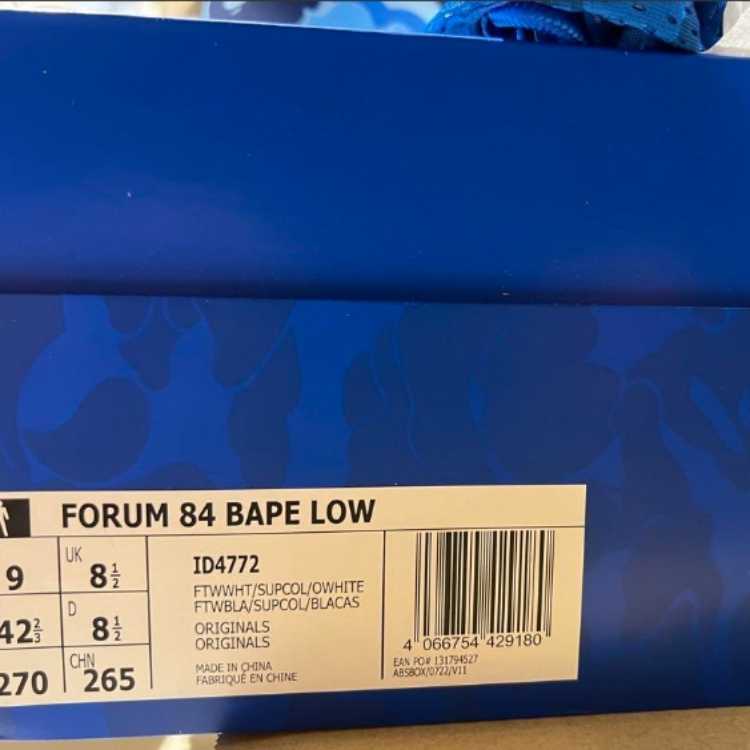 FORUM 84 BAPE LOW
9
UK
8½
42⅔
D
8½
270
CHN
265
ID4772
FTWWHT/SUPCOL/OWHITE
FTWBLA/SUPCOL/BLACAS
ORIGINALS
ORIGINALS
MADE IN CHINA
FABRIQUÉ EN CHINE
4 066754 429180
EAN PO# 131794527
ABSBOX/0722/V11